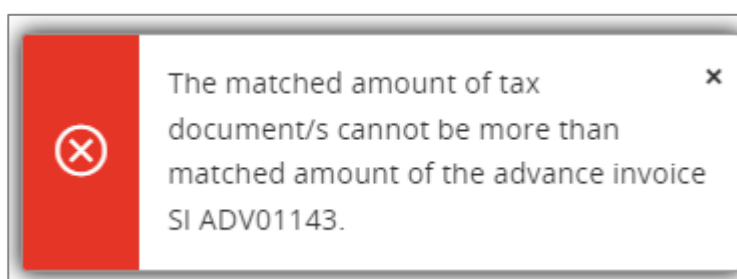 The matched amount of tax
document/s cannot be more than
matched amount of the advance invoice
SI ADV01143.